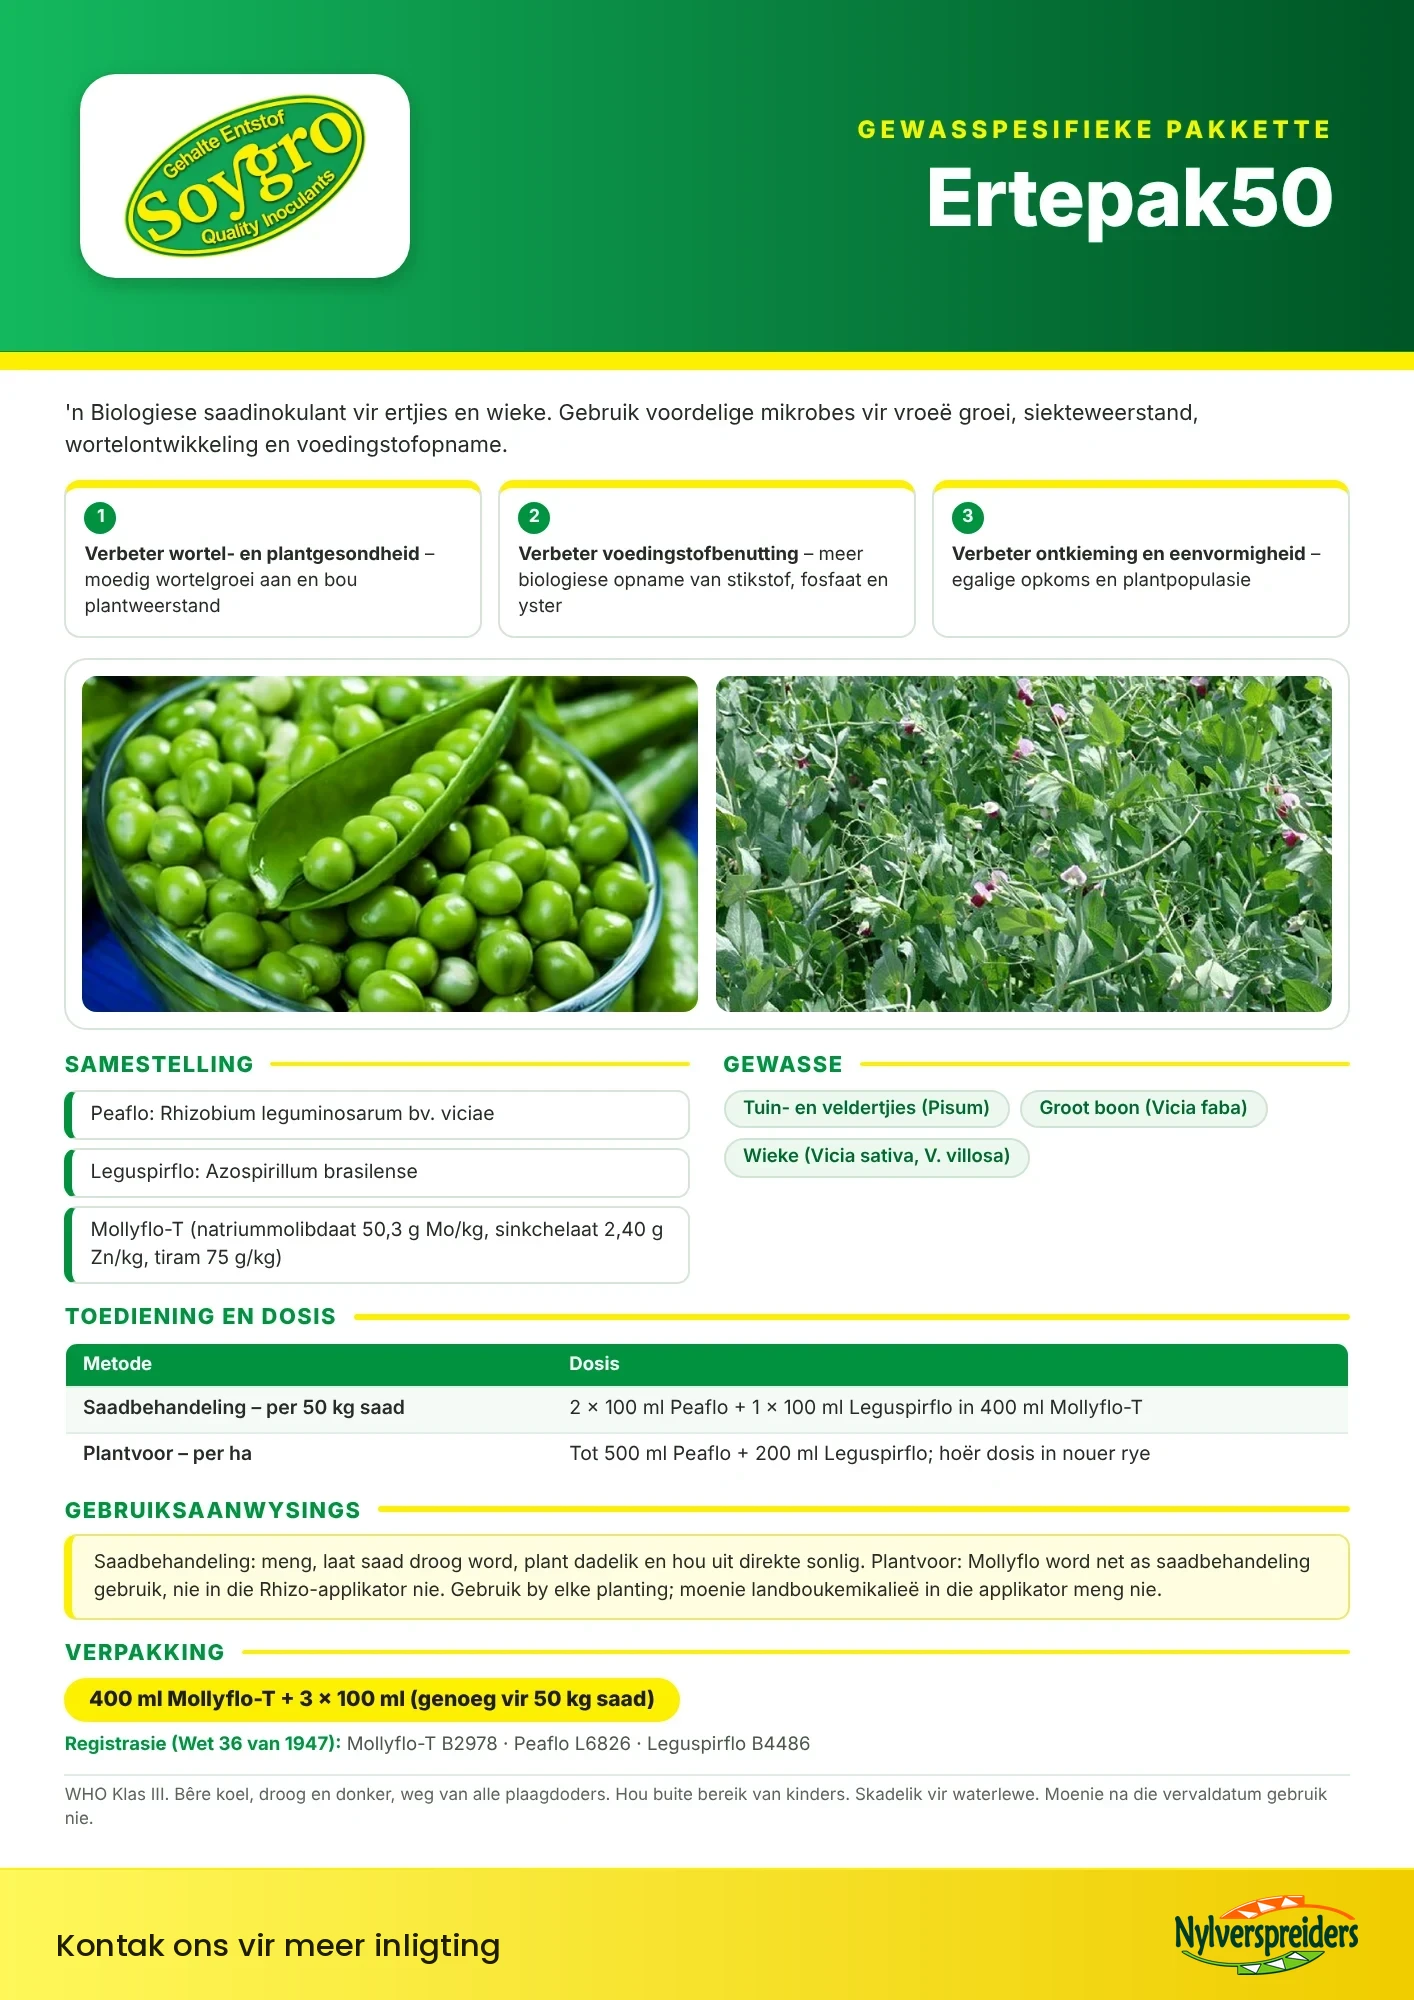 Gehalte Entstof
Soygro
Quality Inoculants
GEWASSPESIFIEKE PAKKETTE
Ertepak50
'n Biologiese saadinokulant vir ertjies en wieke. Gebruik voordelige mikrobes vir vroeë groei, siekteweerstand,
wortelontwikkeling en voedingstofopname.
1
Verbeter wortel- en plantgesondheid –
moedig wortelgroei aan en bou
plantweerstand
2
Verbeter voedingstofbenutting – meer
biologiese opname van stikstof, fosfaat en
yster
3
Verbeter ontkieming en eenvormigheid –
egalige opkoms en plantpopulasie
SAMESTELLING
Peaflo: Rhizobium leguminosarum bv. viciae
Leguspirflo: Azospirillum brasilense
Mollyflo-T (natriummolibdaat 50,3 g Mo/kg, sinkchelaat 2,40 g
Zn/kg, tiram 75 g/kg)
GEWASSE
Tuin- en veldertjies (Pisum)
Groot boon (Vicia faba)
Wieke (Vicia sativa, V. villosa)
TOEDIENING EN DOSIS
Metode Dosis
Saadbehandeling – per 50 kg saad 2 × 100 ml Peaflo + 1 × 100 ml Leguspirflo in 400 ml Mollyflo-T
Plantvoor – per ha Tot 500 ml Peaflo + 200 ml Leguspirflo; hoër dosis in nouer rye
GEBRUIKSAANWYSINGS
Saadbehandeling: meng, laat saad droog word, plant dadelik en hou uit direkte sonlig. Plantvoor: Mollyflo word net as saadbehandeling
gebruik, nie in die Rhizo-applikator nie. Gebruik by elke planting; moenie landboukemikalieë in die applikator meng nie.
VERPAKKING
400 ml Mollyflo-T + 3 × 100 ml (genoeg vir 50 kg saad)
Registrasie (Wet 36 van 1947): Mollyflo-T B2978 · Peaflo L6826 · Leguspirflo B4486
WHO Klas III. Bêre koel, droog en donker, weg van alle plaagdoders. Hou buite bereik van kinders. Skadelik vir waterlewe. Moenie na die vervaldatum gebruik
nie.
Kontak ons vir meer inligting
Nylverspreiders